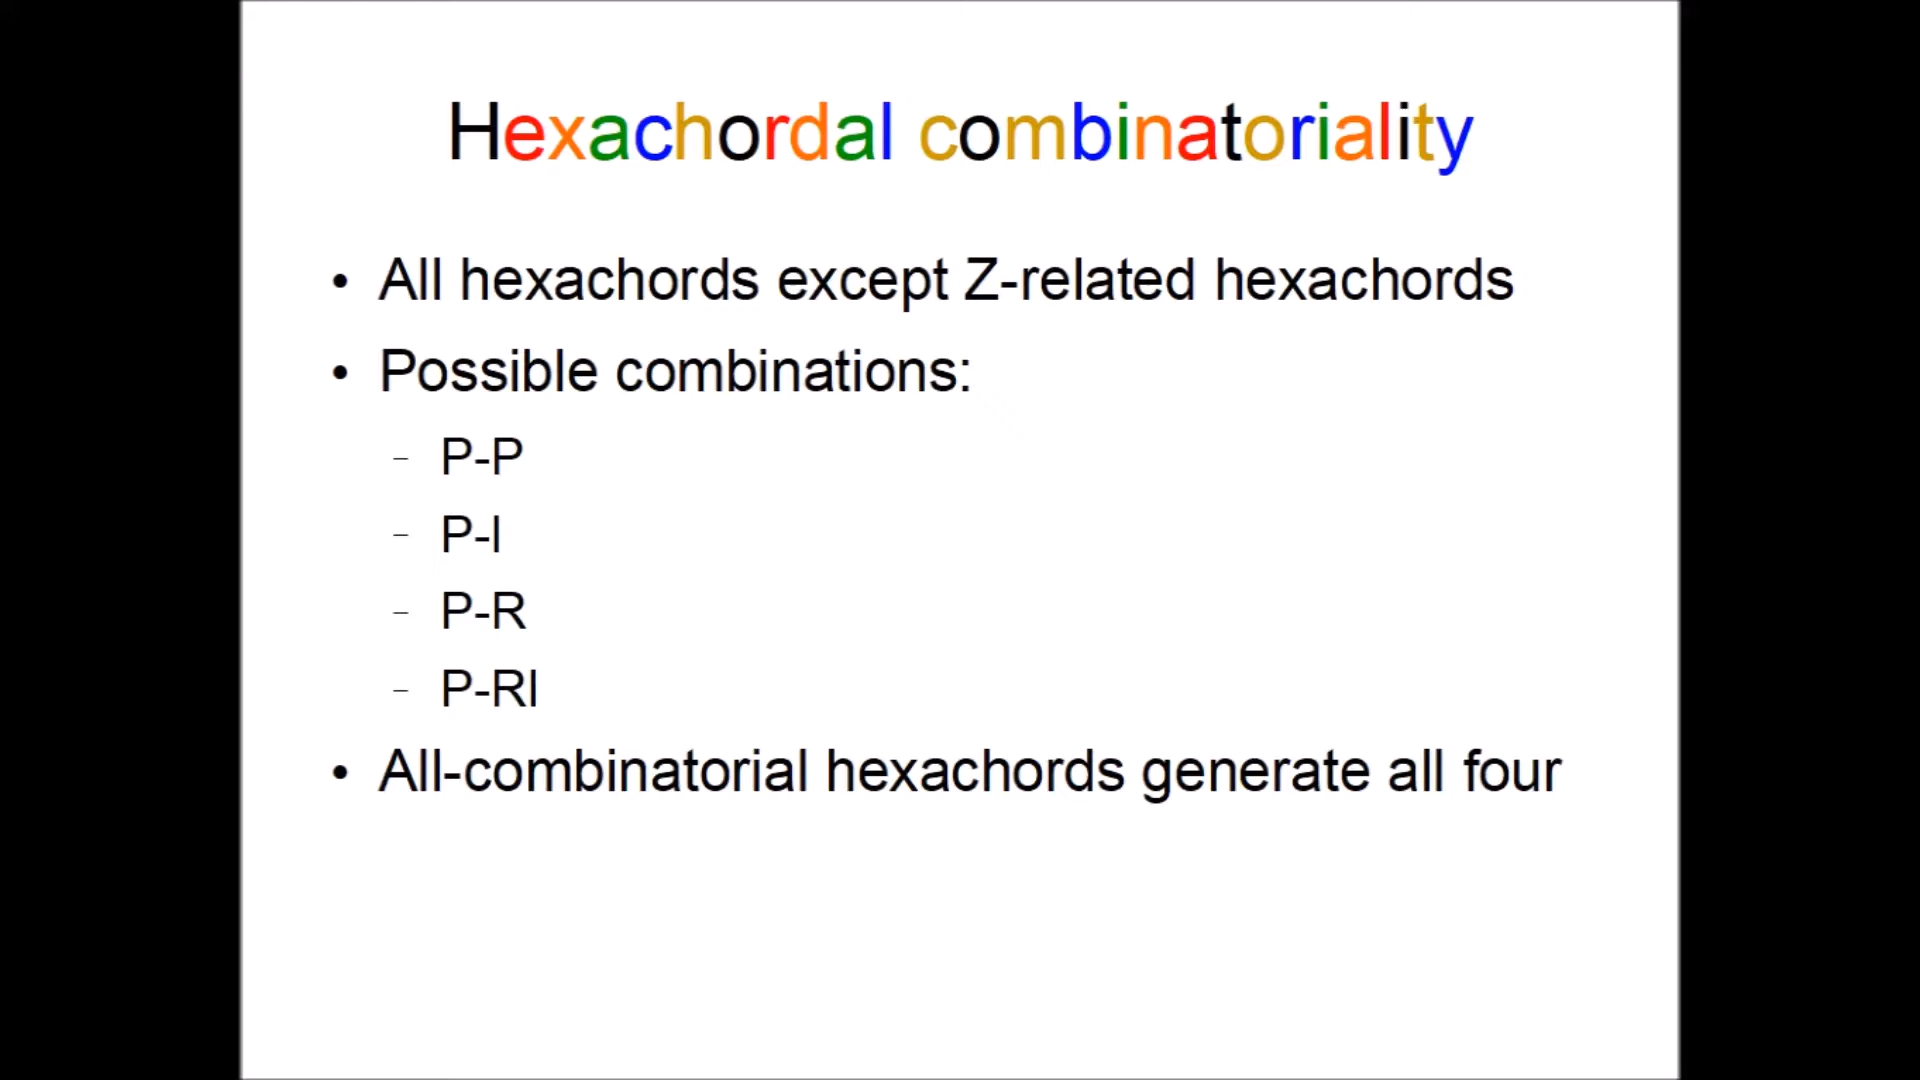 Hexachordal combinatoriality
• All hexachords except Z-related hexachords
• Possible combinations:
– P-P
– P-I
– P-R
– P-RI
• All-combinatorial hexachords generate all four